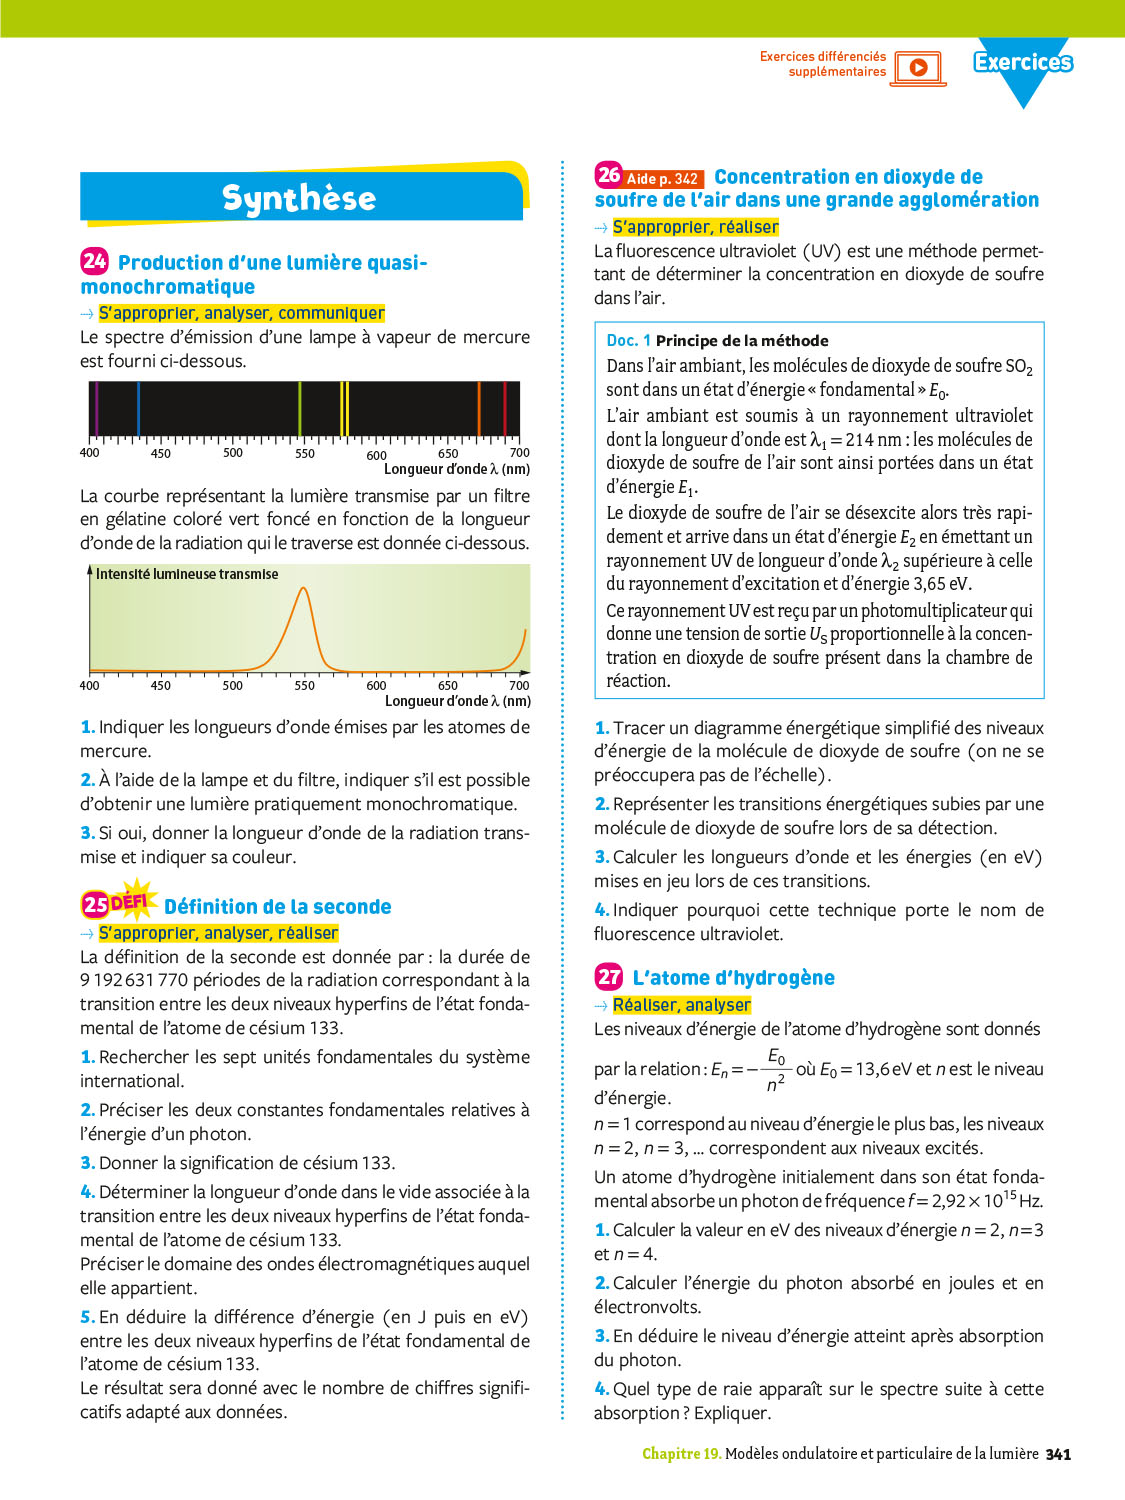 Exercices différenciés
supplémentaires
Exercices
Synthèse
24 Production d'une lumière quasi-
monochromatique
→ S'approprier, analyser, communiquer
Le spectre d'émission d'une lampe à vapeur de mercure
est fourni ci-dessous.
400 450 500 550 600 650 700
Longueur d'onde λ (nm)
La courbe représentant la lumière transmise par un filtre
en gélatine coloré vert foncé en fonction de la longueur
d'onde de la radiation qui le traverse est donnée ci-dessous.
Intensité lumineuse transmise
400 450 500 550 600 650 700
Longueur d'onde λ (nm)
1. Indiquer les longueurs d'onde émises par les atomes de
mercure.
2. À l'aide de la lampe et du filtre, indiquer s'il est possible
d'obtenir une lumière pratiquement monochromatique.
3. Si oui, donner la longueur d'onde de la radiation trans-
mise et indiquer sa couleur.
25 DÉFI Définition de la seconde
→ S'approprier, analyser, réaliser
La définition de la seconde est donnée par : la durée de
9 192 631 770 périodes de la radiation correspondant à la
transition entre les deux niveaux hyperfins de l'état fonda-
mental de l'atome de césium 133.
1. Rechercher les sept unités fondamentales du système
international.
2. Préciser les deux constantes fondamentales relatives à
l'énergie d'un photon.
3. Donner la signification de césium 133.
4. Déterminer la longueur d'onde dans le vide associée à la
transition entre les deux niveaux hyperfins de l'état fonda-
mental de l'atome de césium 133.
Préciser le domaine des ondes électromagnétiques auquel
elle appartient.
5. En déduire la différence d'énergie (en J puis en eV)
entre les deux niveaux hyperfins de l'état fondamental de
l'atome de césium 133.
Le résultat sera donné avec le nombre de chiffres signifi-
catifs adapté aux données.
26 Aide p. 342 Concentration en dioxyde de
soufre de l'air dans une grande agglomération
→ S'approprier, réaliser
La fluorescence ultraviolet (UV) est une méthode permet-
tant de déterminer la concentration en dioxyde de soufre
dans l'air.
Doc. 1 Principe de la méthode
Dans l'air ambiant, les molécules de dioxyde de soufre SO₂
sont dans un état d'énergie « fondamental » E₀.
L'air ambiant est soumis à un rayonnement ultraviolet
dont la longueur d'onde est λ₁ = 214 nm : les molécules de
dioxyde de soufre de l'air sont ainsi portées dans un état
d'énergie E₁.
Le dioxyde de soufre de l'air se désexcite alors très rapi-
dement et arrive dans un état d'énergie E₂ en émettant un
rayonnement UV de longueur d'onde λ₂ supérieure à celle
du rayonnement d'excitation et d'énergie 3,65 eV.
Ce rayonnement UV est reçu par un photomultiplicateur qui
donne une tension de sortie Uₛ proportionnelle à la concen-
tration en dioxyde de soufre présent dans la chambre de
réaction.
1. Tracer un diagramme énergétique simplifié des niveaux
d'énergie de la molécule de dioxyde de soufre (on ne se
préoccupera pas de l'échelle).
2. Représenter les transitions énergétiques subies par une
molécule de dioxyde de soufre lors de sa détection.
3. Calculer les longueurs d'onde et les énergies (en eV)
mises en jeu lors de ces transitions.
4. Indiquer pourquoi cette technique porte le nom de
fluorescence ultraviolet.
27 L'atome d'hydrogène
→ Réaliser, analyser
Les niveaux d'énergie de l'atome d'hydrogène sont donnés
par la relation : Eₙ = − E₀/n² où E₀ = 13,6 eV et n est le niveau
d'énergie.
n = 1 correspond au niveau d'énergie le plus bas, les niveaux
n = 2, n = 3, ... correspondent aux niveaux excités.
Un atome d'hydrogène initialement dans son état fonda-
mental absorbe un photon de fréquence f = 2,92 × 10¹⁵ Hz.
1. Calculer la valeur en eV des niveaux d'énergie n = 2, n=3
et n = 4.
2. Calculer l'énergie du photon absorbé en joules et en
électronvolts.
3. En déduire le niveau d'énergie atteint après absorption
du photon.
4. Quel type de raie apparaît sur le spectre suite à cette
absorption ? Expliquer.
Chapitre 19. Modèles ondulatoire et particulaire de la lumière 341